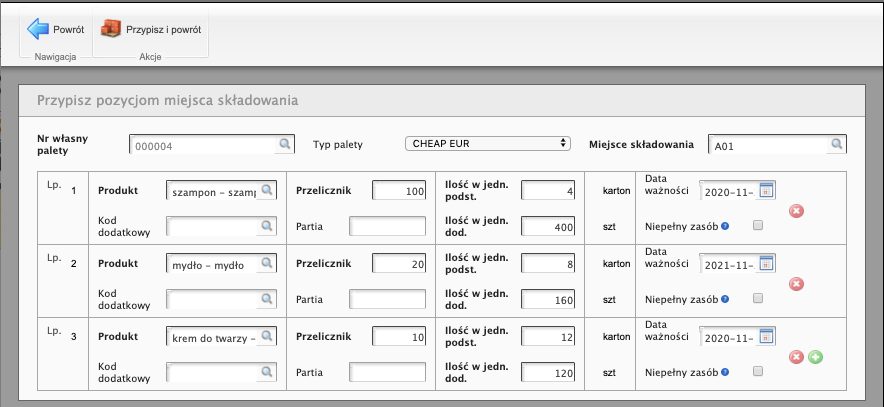 Powrót
Przypisz i powrót
Nawigacja
Akcje
Przypisz pozycjom miejsca składowania
Nr własny palety 000004 Typ palety CHEAP EUR Miejsce składowania A01
Lp. 1 Produkt szampon - szamp Przelicznik 100 Ilość w jedn. podst. 4 karton Data ważności 2020-11-
Kod dodatkowy Partia Ilość w jedn. dod. 400 szt Niepełny zasób ?
Lp. 2 Produkt mydło - mydło Przelicznik 20 Ilość w jedn. podst. 8 karton Data ważności 2021-11-
Kod dodatkowy Partia Ilość w jedn. dod. 160 szt Niepełny zasób ?
Lp. 3 Produkt krem do twarzy - Przelicznik 10 Ilość w jedn. podst. 12 karton Data ważności 2020-11-
Kod dodatkowy Partia Ilość w jedn. dod. 120 szt Niepełny zasób ?